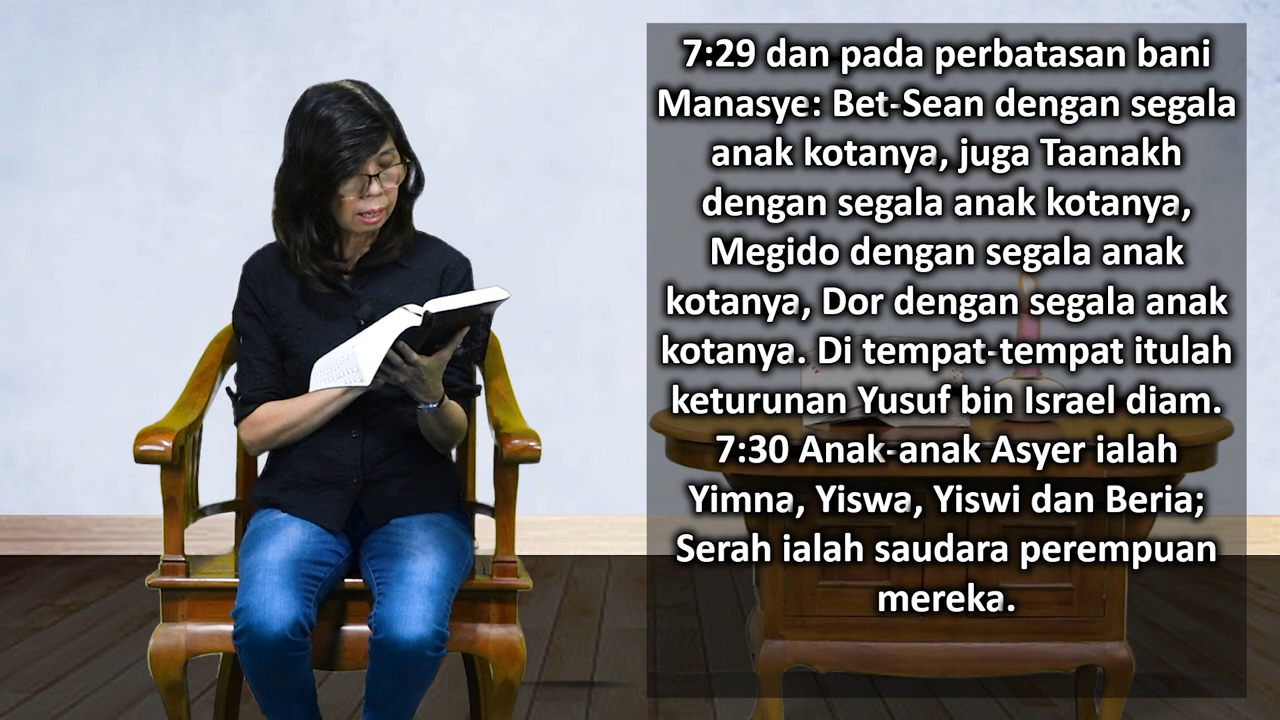 7:29 dan pada perbatasan bani
Manasye: Bet-Sean dengan segala
anak kotanya, juga Taanakh
dengan segala anak kotanya,
Megido dengan segala anak
kotanya, Dor dengan segala anak
kotanya. Di tempat-tempat itulah
keturunan Yusuf bin Israel diam.
7:30 Anak-anak Asyer ialah
Yimna, Yiswa, Yiswi dan Beria;
Serah ialah saudara perempuan
mereka.